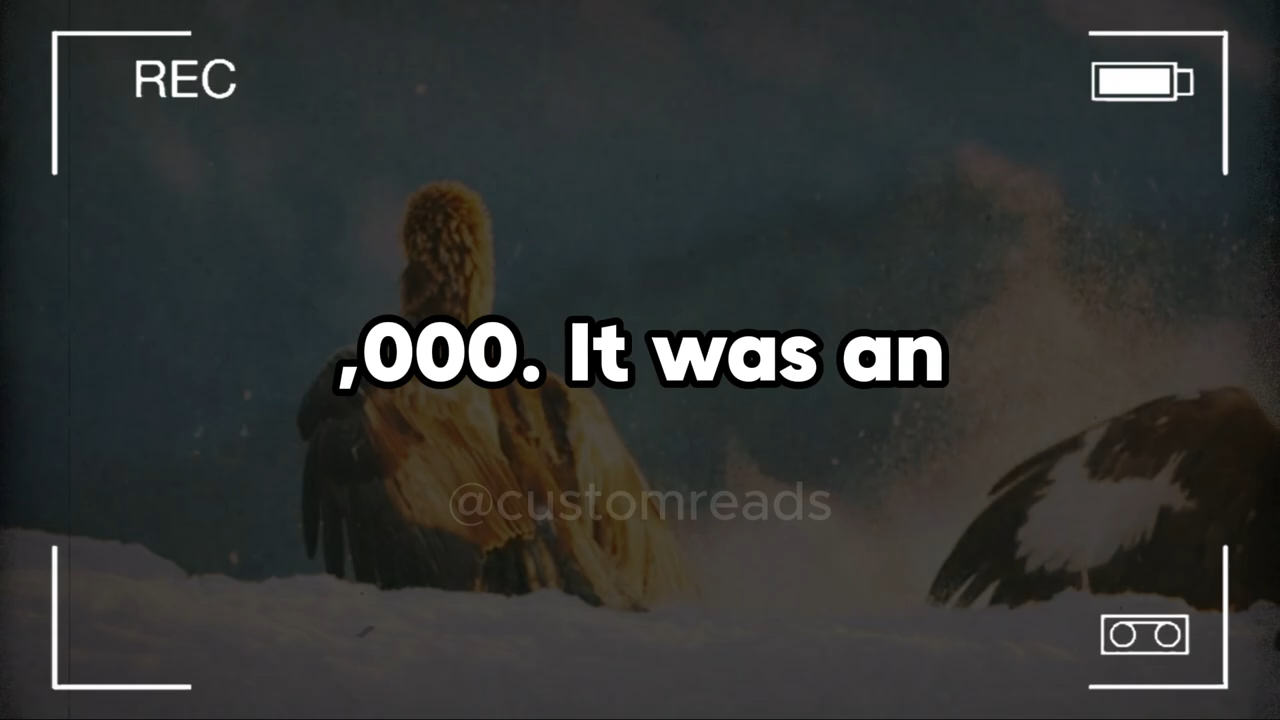 REC
,000. It was an
@customreads